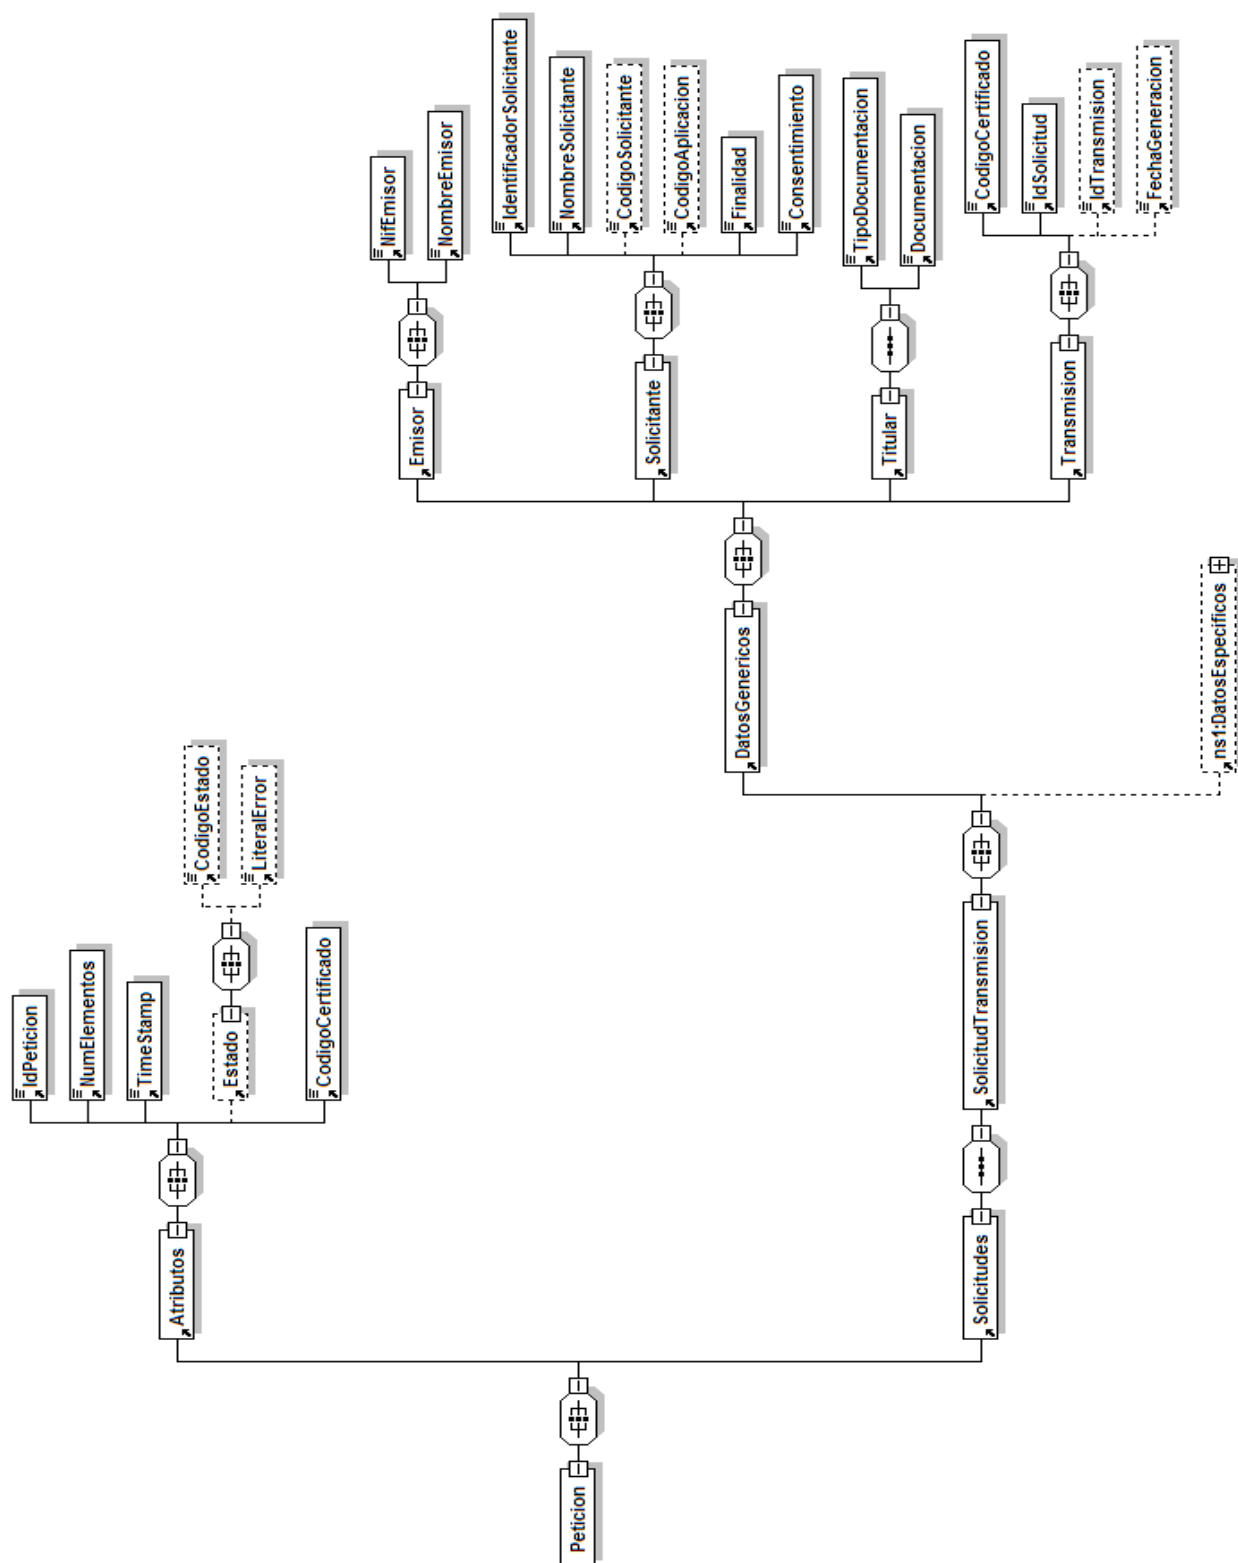 Peticion
Atributos
IdPeticion
NumElementos
TimeStamp
Estado
CodigoEstado
LiteralError
CodigoCertificado
Solicitudes
SolicitudTransmision
DatosGenericos
Emisor
NifEmisor
NombreEmisor
Solicitante
IdentificadorSolicitante
NombreSolicitante
CodigoSolicitante
CodigoAplicacion
Finalidad
Consentimiento
Titular
TipoDocumentacion
Documentacion
Transmision
CodigoCertificado
IdSolicitud
IdTransmision
FechaGeneracion
ns1:DatosEspecificos